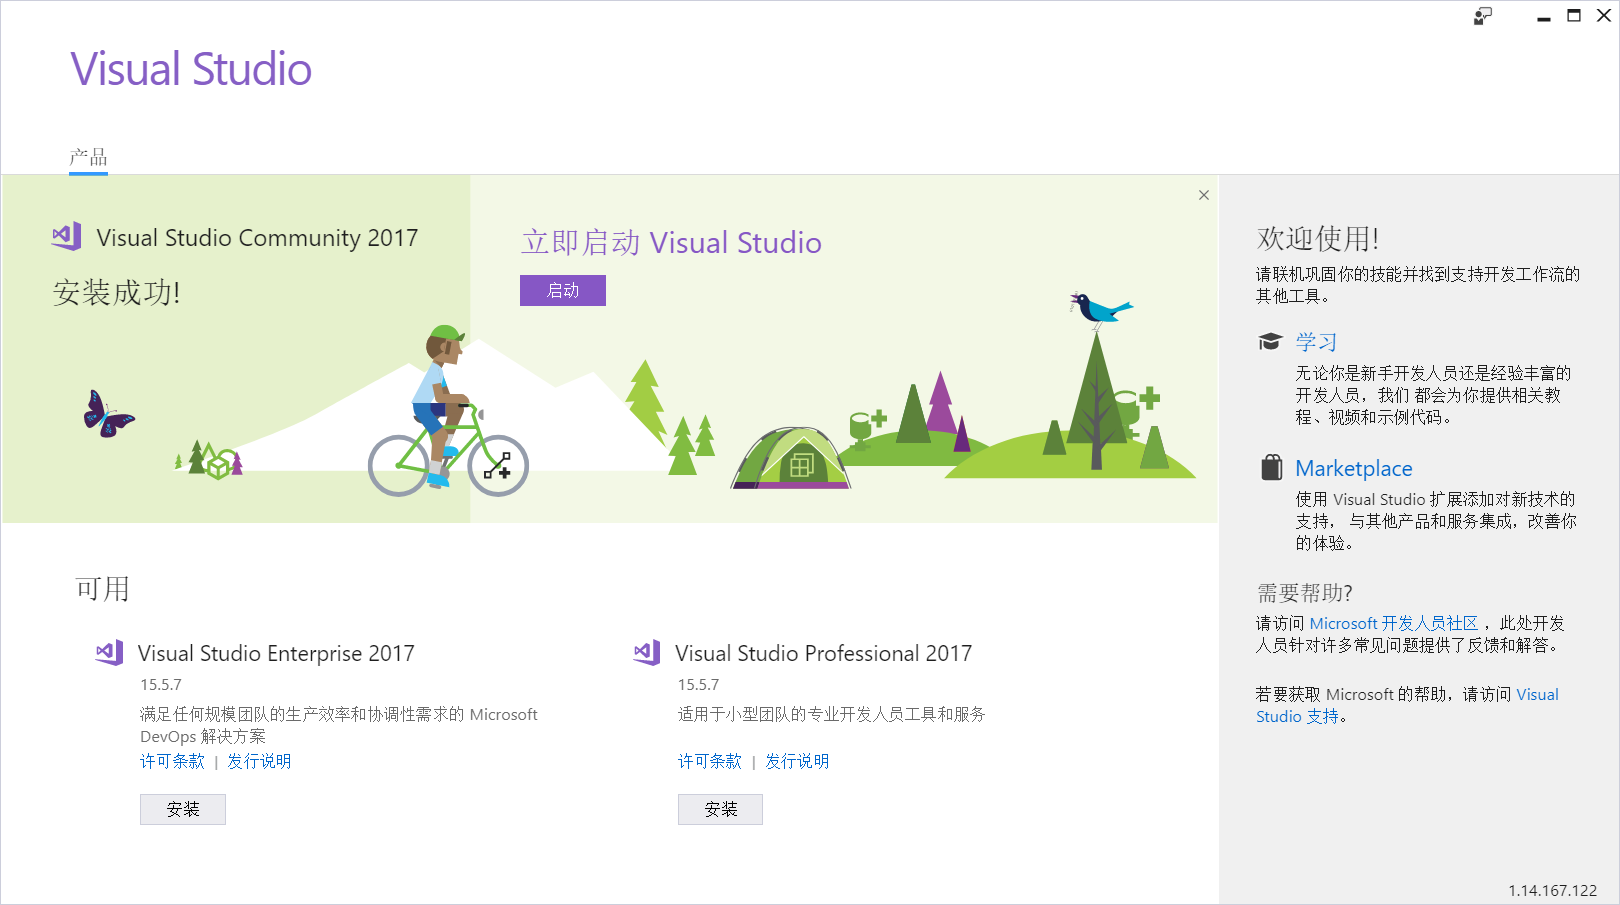 Visual Studio
产品
Visual Studio Community 2017
安装成功!
立即启动 Visual Studio
启动
可用
Visual Studio Enterprise 2017
15.5.7
满足任何规模团队的生产效率和协调性需求的 Microsoft
DevOps 解决方案
许可条款 | 发行说明
安装
Visual Studio Professional 2017
15.5.7
适用于小型团队的专业开发人员工具和服务
许可条款 | 发行说明
安装
欢迎使用!
请联机巩固你的技能并找到支持开发工作流的
其他工具。
学习
无论你是新手开发人员还是经验丰富的
开发人员，我们 都会为你提供相关教
程、视频和示例代码。
Marketplace
使用 Visual Studio 扩展添加对新技术的
支持， 与其他产品和服务集成，改善你
的体验。
需要帮助?
请访问 Microsoft 开发人员社区 ，此处开发
人员针对许多常见问题提供了反馈和解答。
若要获取 Microsoft 的帮助，请访问 Visual
Studio 支持。
1.14.167.122